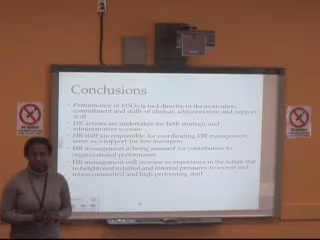 Conclusions
Performance of HSOs is tied directly to the motivation,
commitment and skills of clinical, administrative and support
staff
HR actions are undertaken for both strategic and
administrative reasons
HR staff are responsible for coordinating HR management
serve as a support for line managers
HR management is being assessed for contribution to
organizational performance
HR management will increase in importance in the future due
to heightened external and internal pressures to recruit and
retain committed and high performing staff